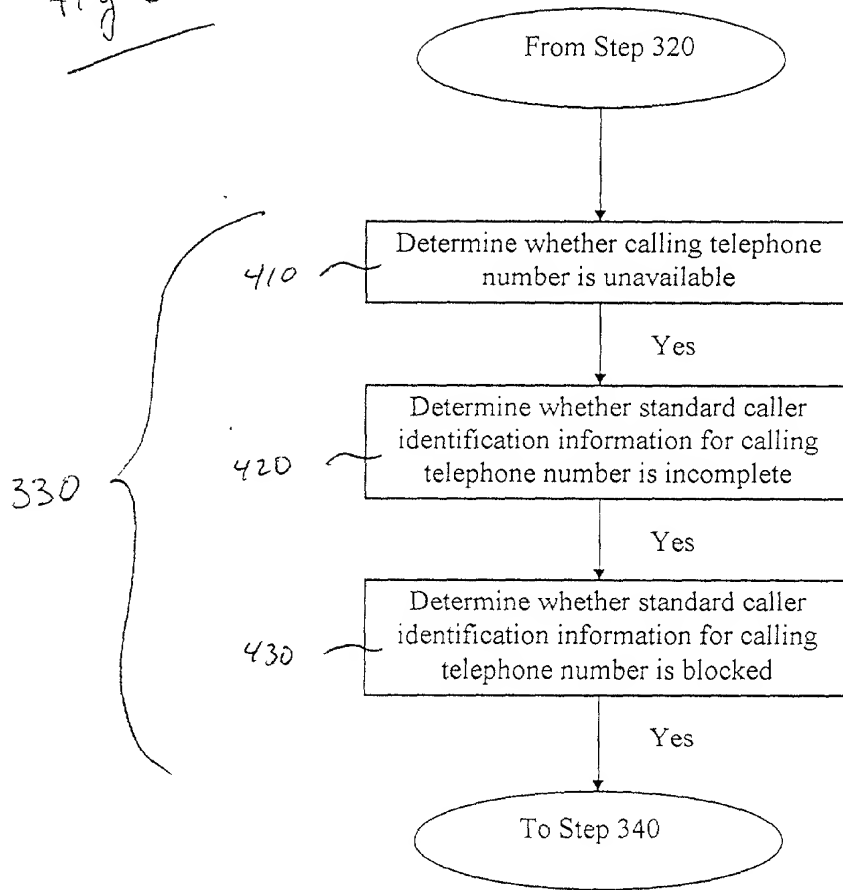 Fig
From Step 320
Determine whether calling telephone
number is unavailable
410
Yes
Determine whether standard caller
identification information for calling
telephone number is incomplete
420
330
Yes
Determine whether standard caller
identification information for calling
telephone number is blocked
430
Yes
To Step 340